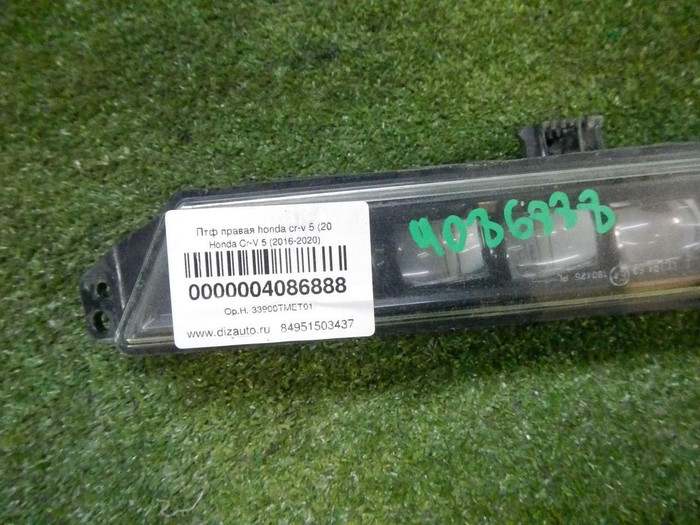 Птф правая honda cr-v 5 (20
Honda Cr-V 5 (2016-2020)
0000004086888
Ор.Н. 33900TMET01
www.dizauto.ru 84951503437
4086888